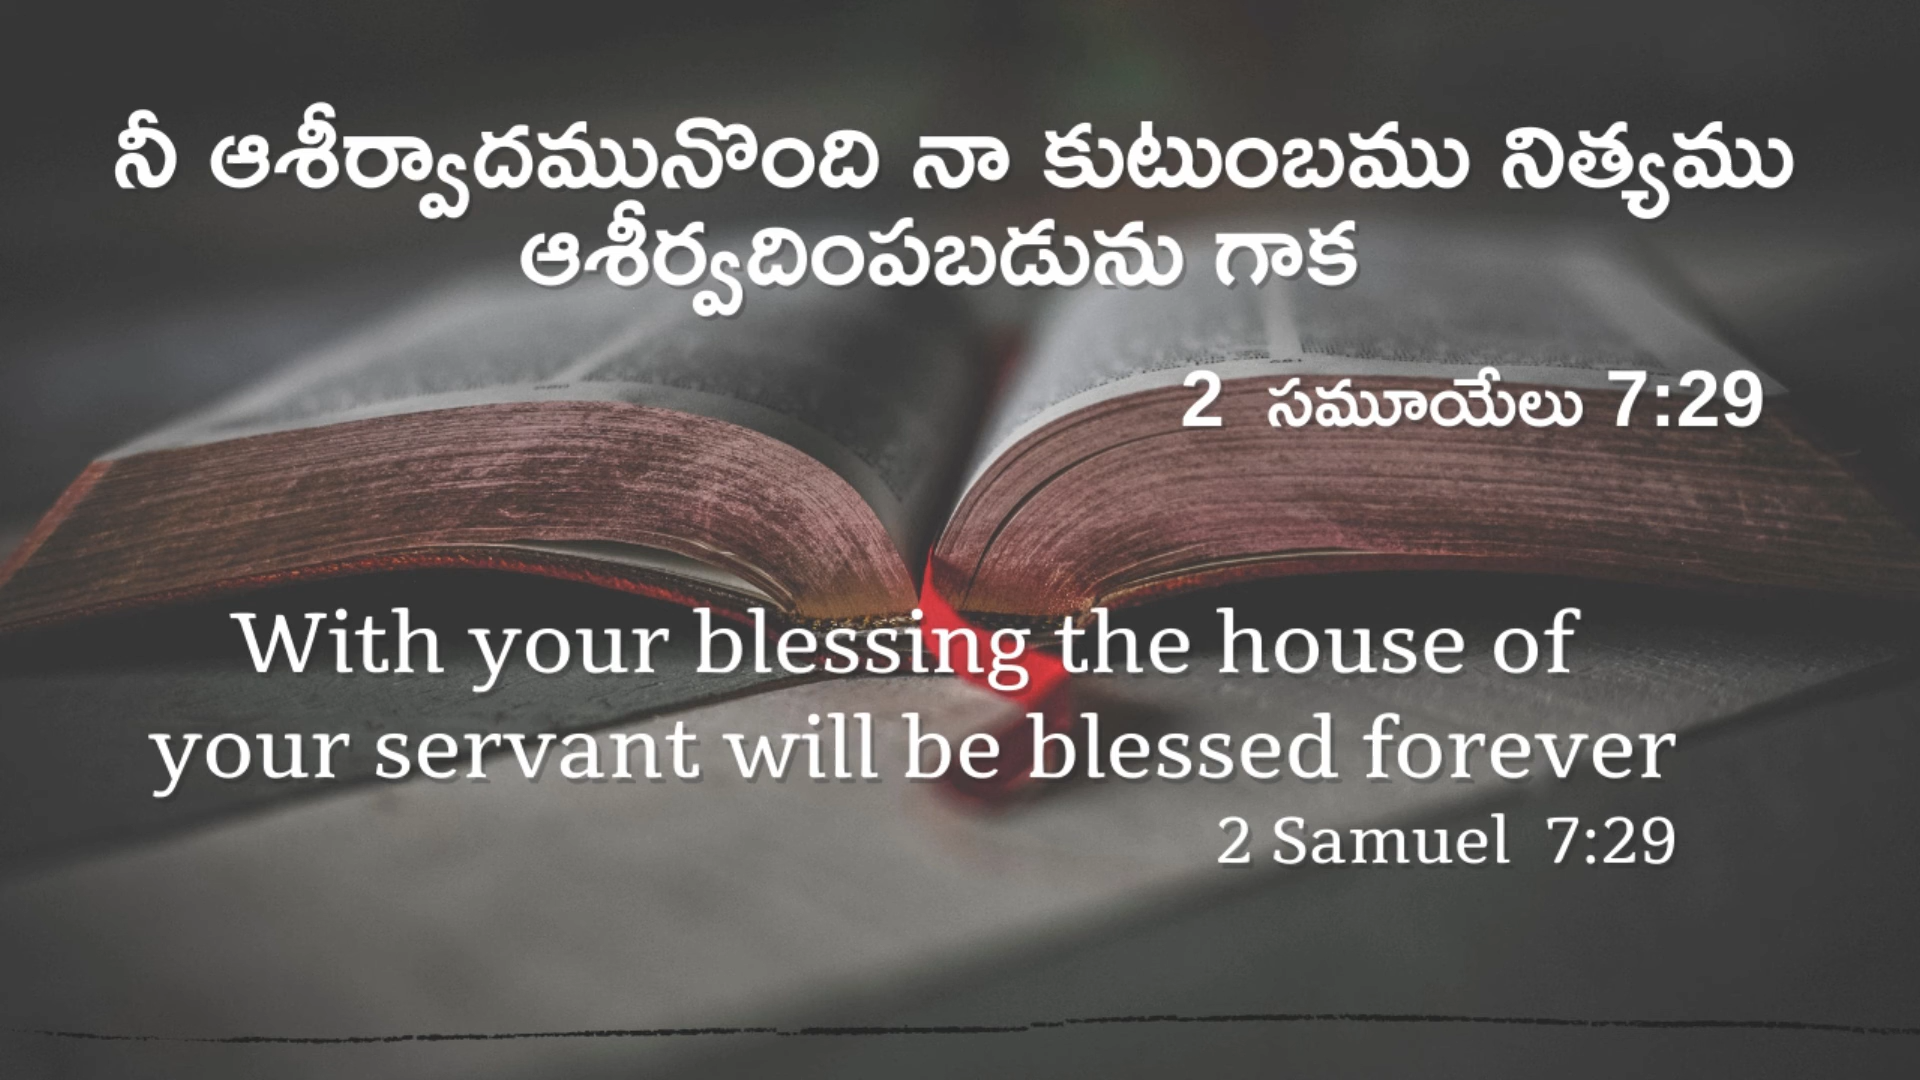 నీ ఆశీర్వాదమునొంది నా కుటుంబము నిత్యము
ఆశీర్వదింపబడును గాక
2 సమూయేలు 7:29
With your blessing the house of
your servant will be blessed forever
2 Samuel 7:29